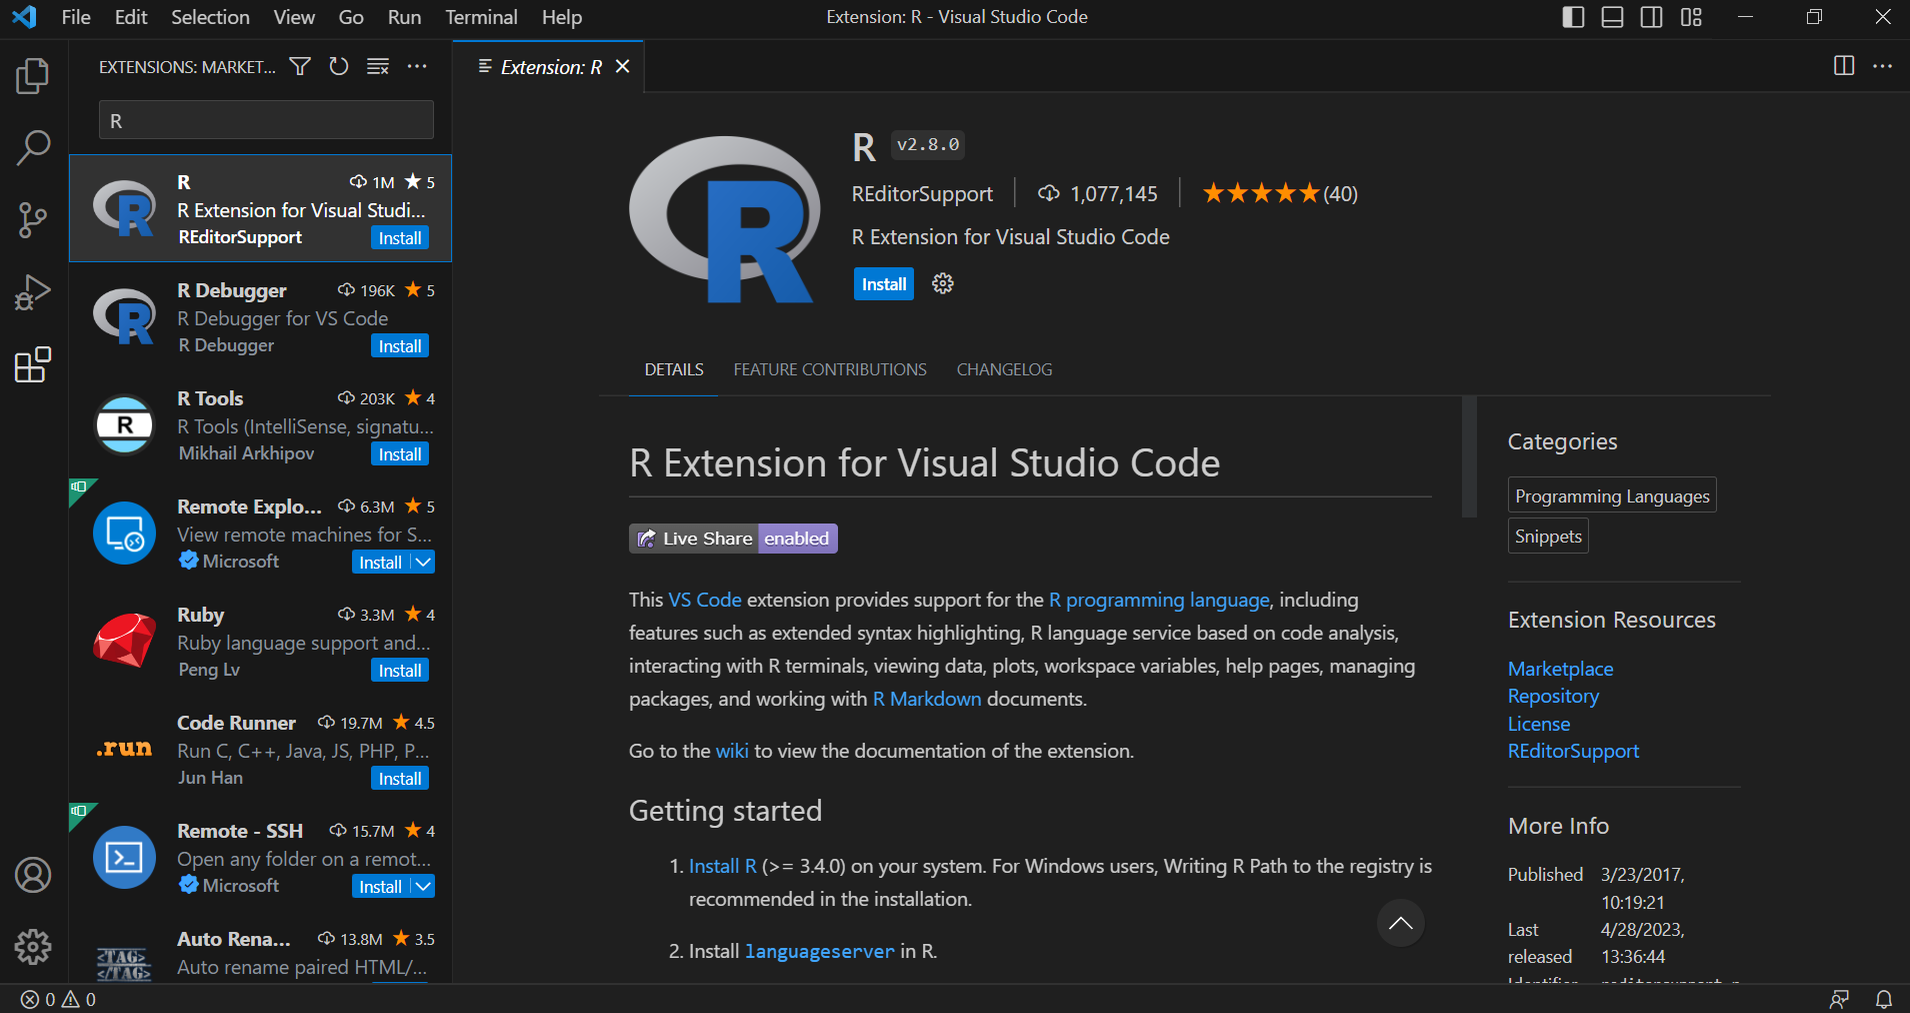 File Edit Selection View Go Run Terminal Help
Extension: R - Visual Studio Code
EXTENSIONS: MARKET...
R
R 1M 5
R Extension for Visual Studi...
REditorSupport Install
R Debugger 196K 5
R Debugger for VS Code
R Debugger Install
R
R Tools 203K 4
R Tools (IntelliSense, signatu...
Mikhail Arkhipov Install
Remote Explo... 6.3M 5
View remote machines for S...
Microsoft Install
Ruby 3.3M 4
Ruby language support and...
Peng Lv Install
.run
Code Runner 19.7M 4.5
Run C, C++, Java, JS, PHP, P...
Jun Han Install
Remote - SSH 15.7M 4
Open any folder on a remot...
Microsoft Install
<TAG>
</TAG>
Auto Rena... 13.8M 3.5
Auto rename paired HTML/...
0 0
Extension: R
R v2.8.0
REditorSupport 1,077,145 (40)
R Extension for Visual Studio Code
Install
DETAILS FEATURE CONTRIBUTIONS CHANGELOG
R Extension for Visual Studio Code
Live Share enabled
This VS Code extension provides support for the R programming language, including
features such as extended syntax highlighting, R language service based on code analysis,
interacting with R terminals, viewing data, plots, workspace variables, help pages, managing
packages, and working with R Markdown documents.
Go to the wiki to view the documentation of the extension.
Getting started
1. Install R (>= 3.4.0) on your system. For Windows users, Writing R Path to the registry is
recommended in the installation.
2. Install languageserver in R.
Categories
Programming Languages
Snippets
Extension Resources
Marketplace
Repository
License
REditorSupport
More Info
Published 3/23/2017,
10:19:21
Last 4/28/2023,
released 13:36:44